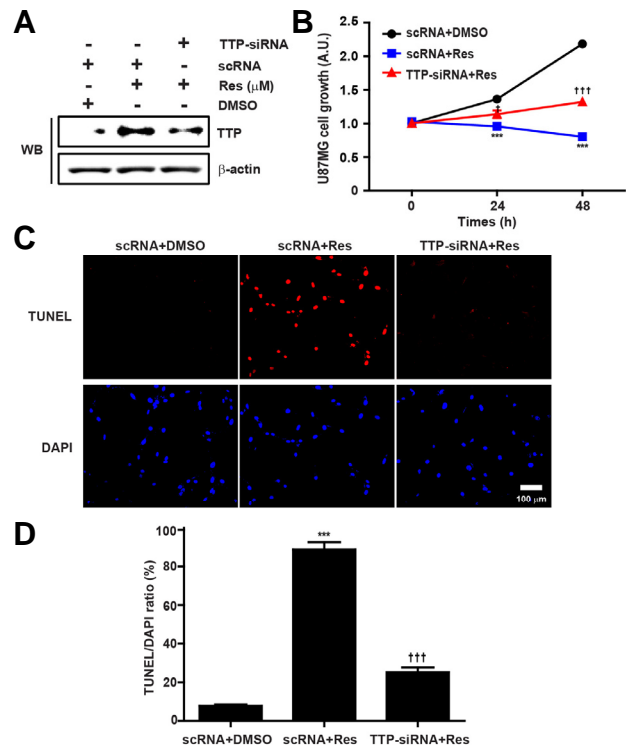 A
- - + TTP-siRNA
+ + - scRNA
- + + Res (μM)
+ - - DMSO
WB
TTP
β-actin
B
U87MG cell growth (A.U.)
2.5
2.0
1.5
1.0
0.5
0
scRNA+DMSO
scRNA+Res
TTP-siRNA+Res
‡
***
†††
***
0 24 48
Times (h)
C
scRNA+DMSO scRNA+Res TTP-siRNA+Res
TUNEL
DAPI
100 μm
D
TUNEL/DAPI ratio (%)
100
80
60
40
20
0
***
†††
scRNA+DMSO scRNA+Res TTP-siRNA+Res